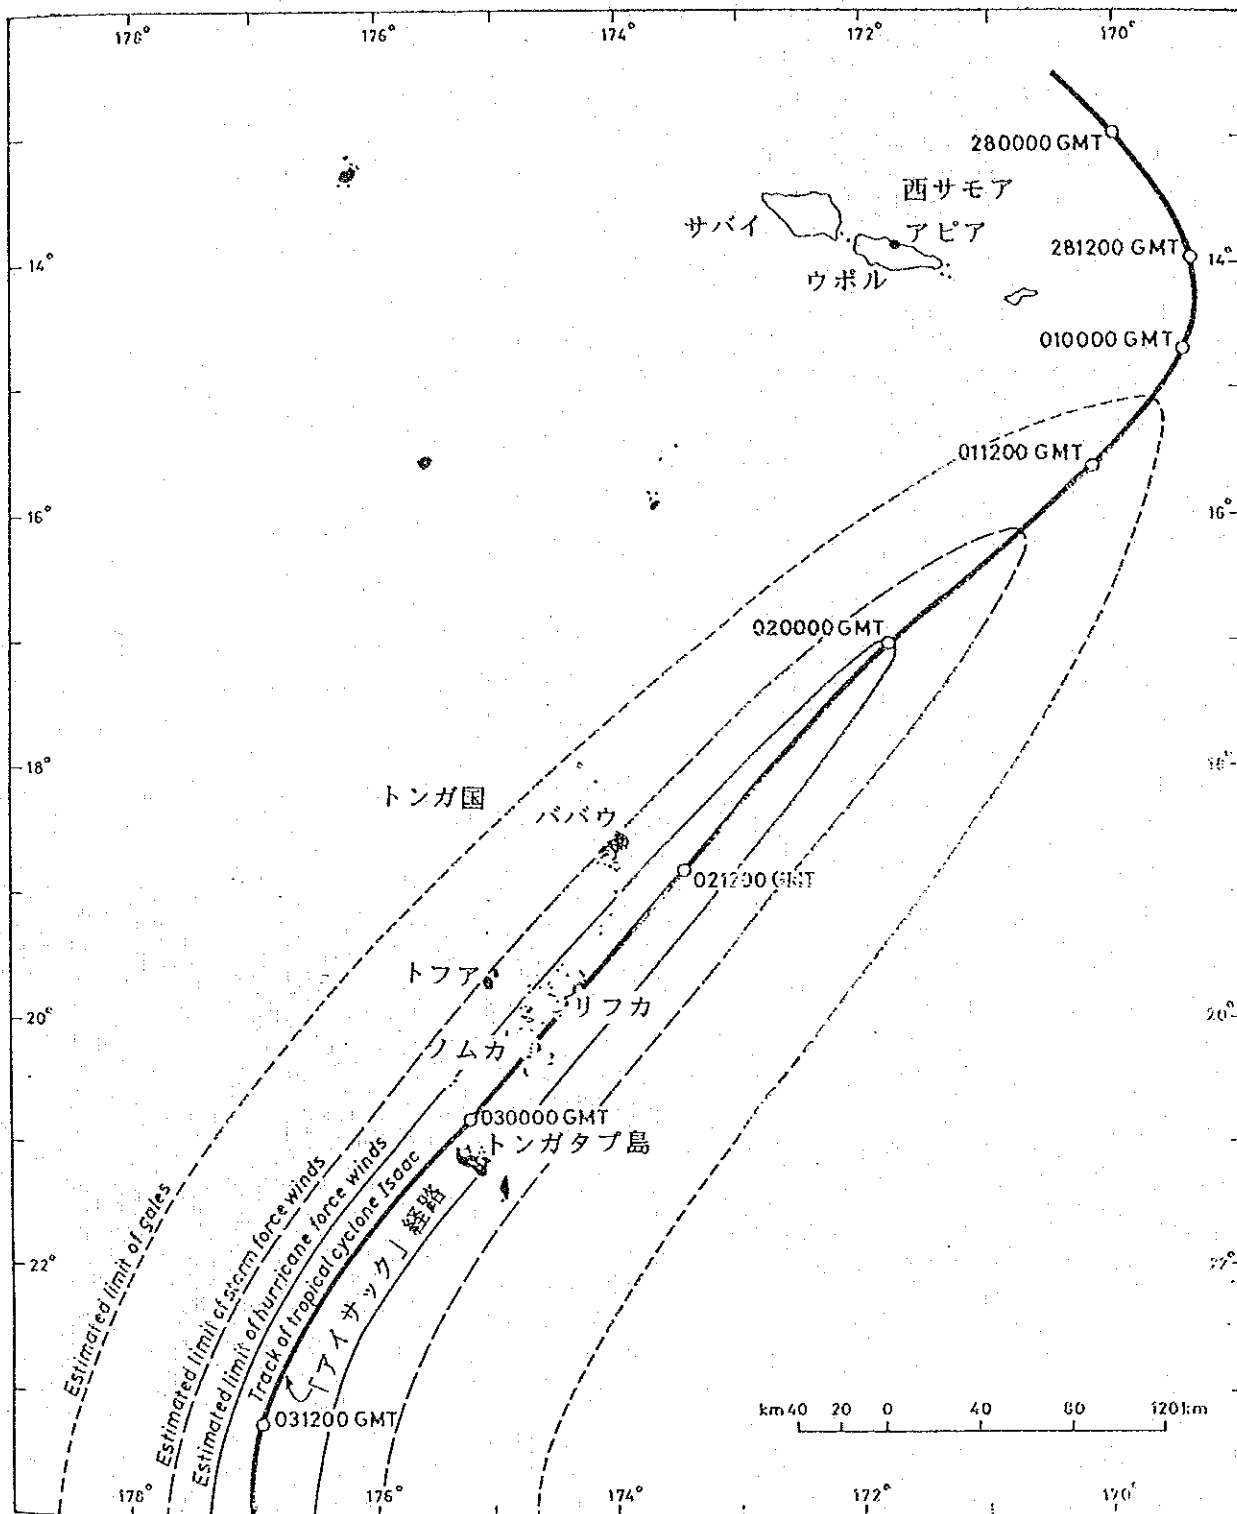 178° 176° 174° 172° 170°
280000 GMT
西サモア
サバイ
アピア
281200 GMT
14° 14°
ウポル
010000 GMT
011200 GMT
16° 16°
020000 GMT
18° 18°
トンガ国
ババウ
021200 GMT
トフア
リフカ
20° 20°
ノムカ
030000 GMT
トンガタプ島
22° 22°
Estimated limit of gales
Estimated limit of storm force winds
Estimated limit of hurricane force winds
Track of tropical cyclone Isaac
「アイサック」経路
031200 GMT
km 40 20 0 40 80 120 km
178° 176° 174° 172° 170°